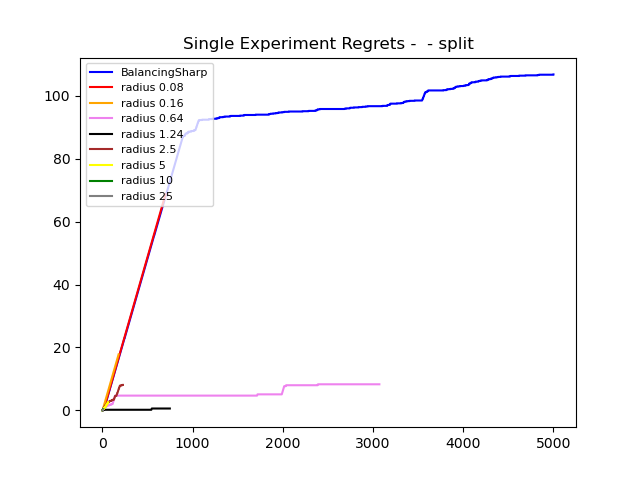 Single Experiment Regrets -  - split
BalancingSharp
radius 0.08
radius 0.16
radius 0.64
radius 1.24
radius 2.5
radius 5
radius 10
radius 25
100
80
60
40
20
0
0 1000 2000 3000 4000 5000